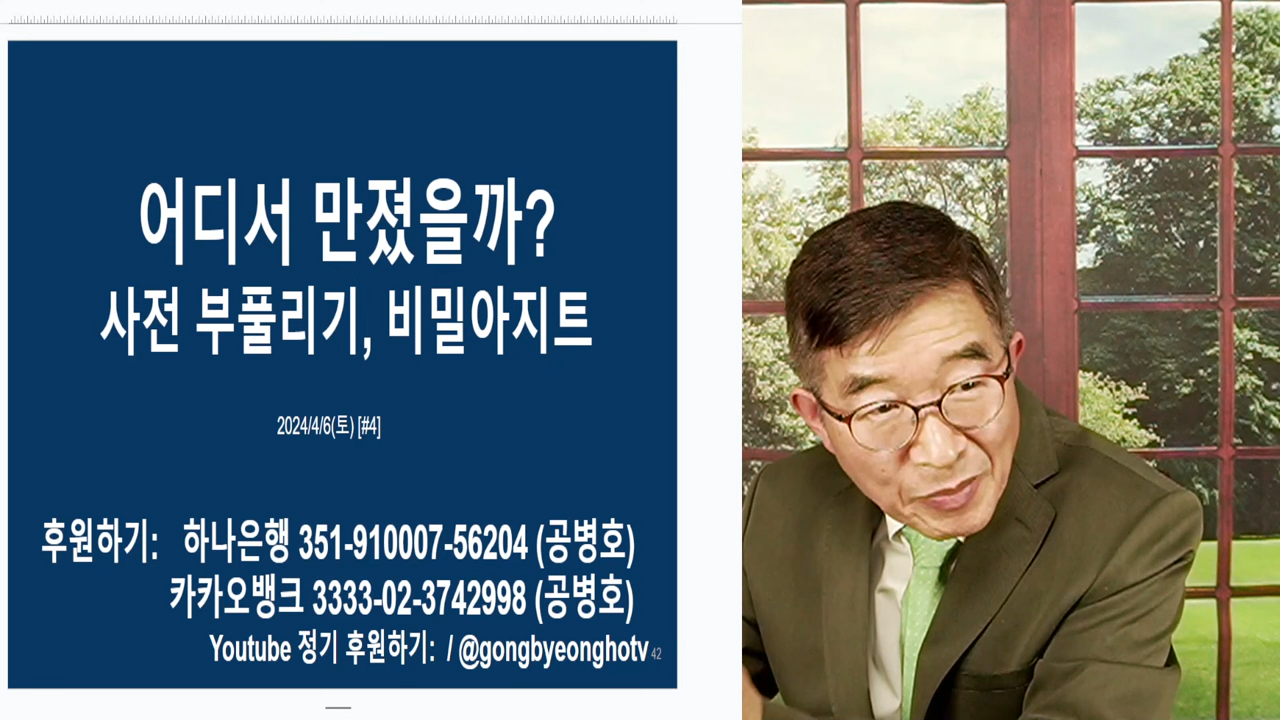 어디서 만졌을까?
사전 부풀리기, 비밀아지트
2024/4/6(토) [#4]
후원하기: 하나은행 351-910007-56204 (공병호)
카카오뱅크 3333-02-3742998 (공병호)
Youtube 정기 후원하기: / @gongbyeonghotv 42